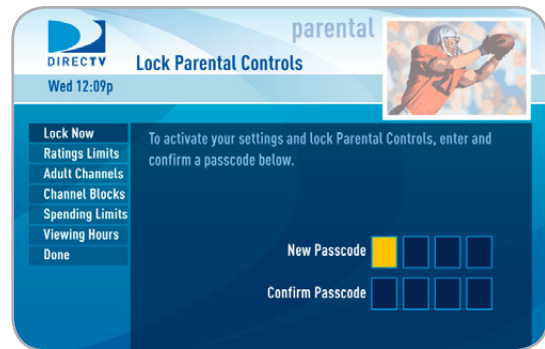 parental
DIRECTV
Lock Parental Controls
Wed 12:09p
Lock Now
Ratings Limits
Adult Channels
Channel Blocks
Spending Limits
Viewing Hours
Done
To activate your settings and lock Parental Controls, enter and
confirm a passcode below.
New Passcode
Confirm Passcode